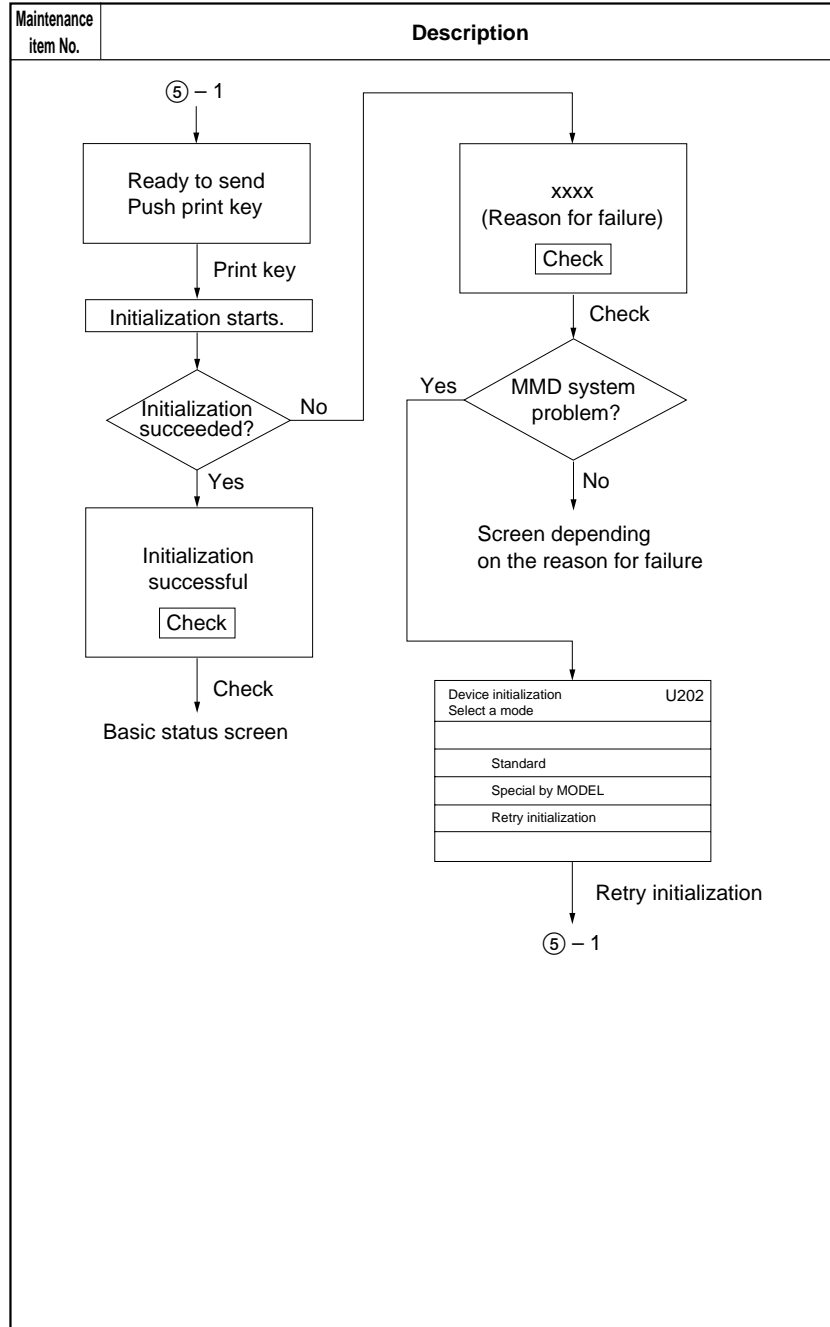 Maintenance
item No.
Description
⑤ – 1
Ready to send
Push print key
Print key
Initialization starts.
Initialization
succeeded?
No
Yes
Initialization
successful
Check
Check
Basic status screen
xxxx
(Reason for failure)
Check
Check
MMD system
problem?
Yes
No
Screen depending
on the reason for failure
Device initialization U202
Select a mode
Standard
Special by MODEL
Retry initialization
Retry initialization
⑤ – 1